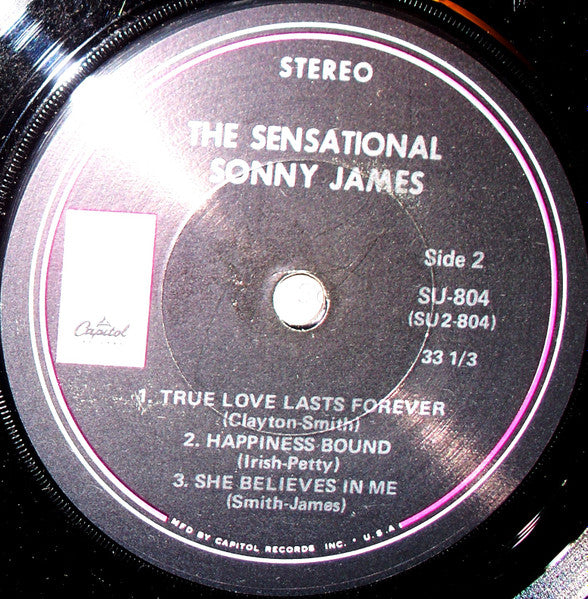 STEREO
THE SENSATIONAL
SONNY JAMES
Side 2
SU-804
(SU2-804)
33 1/3
Capitol
1. TRUE LOVE LASTS FOREVER
(Clayton-Smith)
2. HAPPINESS BOUND
(Irish-Petty)
3. SHE BELIEVES IN ME
(Smith-James)
MFD BY CAPITOL RECORDS INC. • U.S.A.